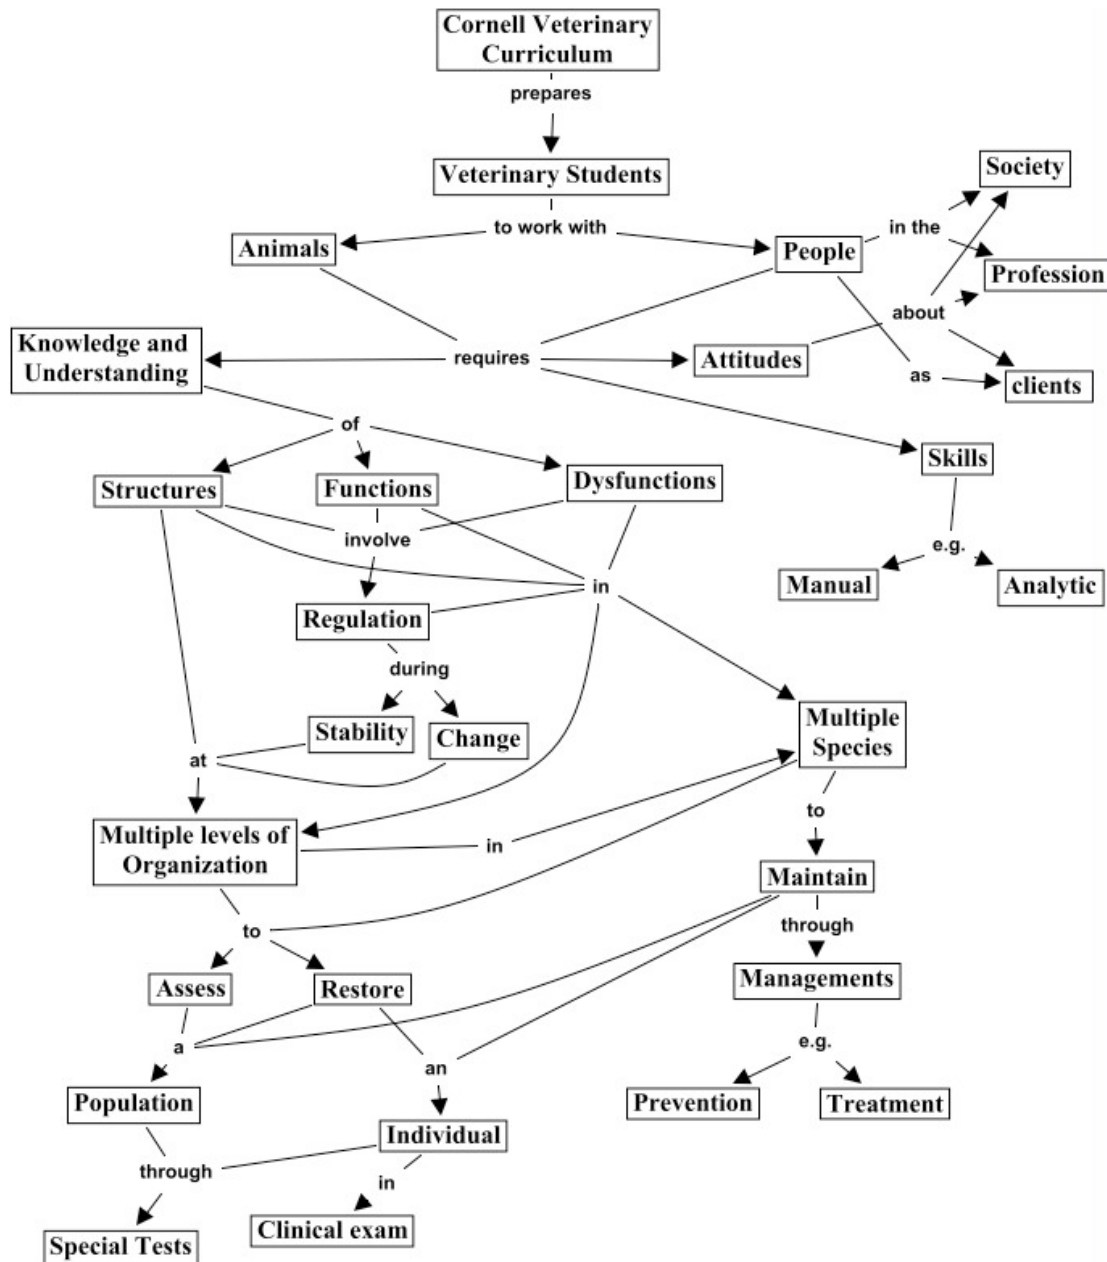 Cornell Veterinary
Curriculum
prepares
Veterinary Students
Society
to work with
in the
Animals
People
Profession
about
Knowledge and
Understanding
requires
Attitudes
as
clients
of
Skills
Structures
Functions
Dysfunctions
involve
e.g.
in
Manual
Analytic
Regulation
during
Stability
Change
Multiple
Species
at
to
Multiple levels of
Organization
in
Maintain
through
to
Assess
Restore
Managements
a
e.g.
an
Population
Prevention
Treatment
Individual
through
in
Special Tests
Clinical exam